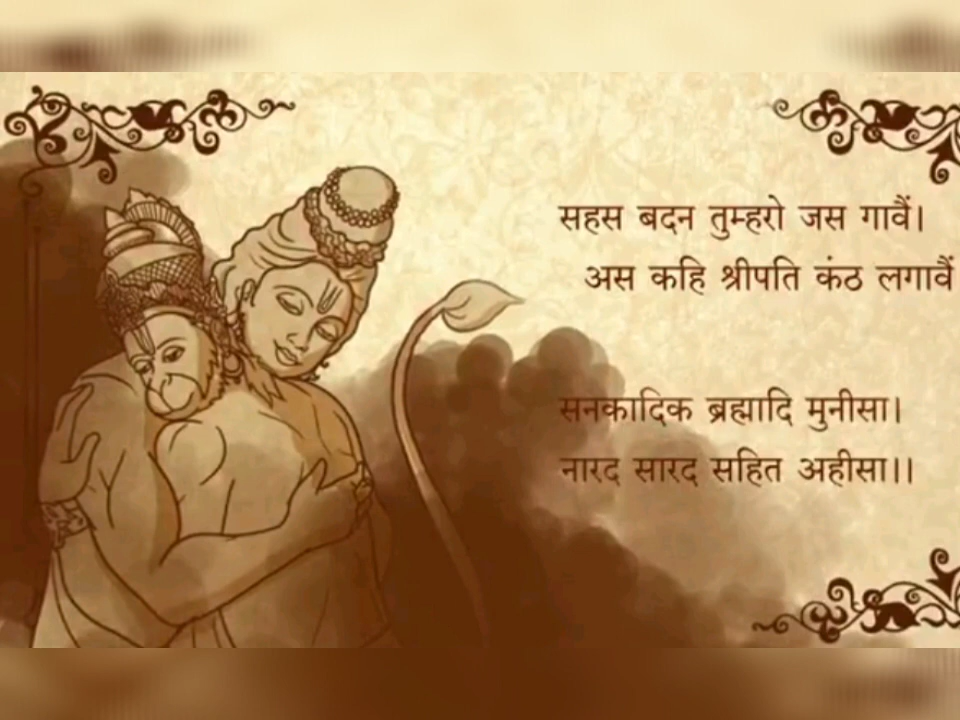 सहस बदन तुम्हरो जस गावैं।
अस कहि श्रीपति कंठ लगावैं
सनकादिक ब्रह्मादि मुनीसा।
नारद सारद सहित अहीसा।।